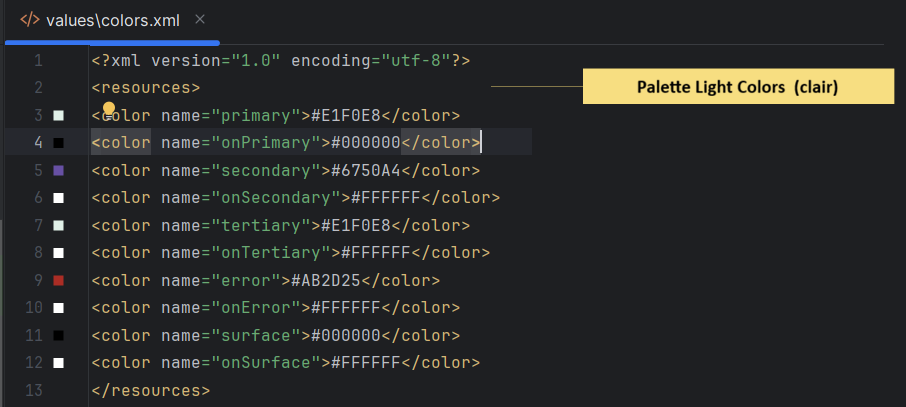 values\colors.xml
1 <?xml version="1.0" encoding="utf-8"?>
2 <resources>
Palette Light Colors (clair)
3 <color name="primary">#E1F0E8</color>
4 <color name="onPrimary">#000000</color>
5 <color name="secondary">#6750A4</color>
6 <color name="onSecondary">#FFFFFF</color>
7 <color name="tertiary">#E1F0E8</color>
8 <color name="onTertiary">#FFFFFF</color>
9 <color name="error">#AB2D25</color>
10 <color name="onError">#FFFFFF</color>
11 <color name="surface">#000000</color>
12 <color name="onSurface">#FFFFFF</color>
13 </resources>